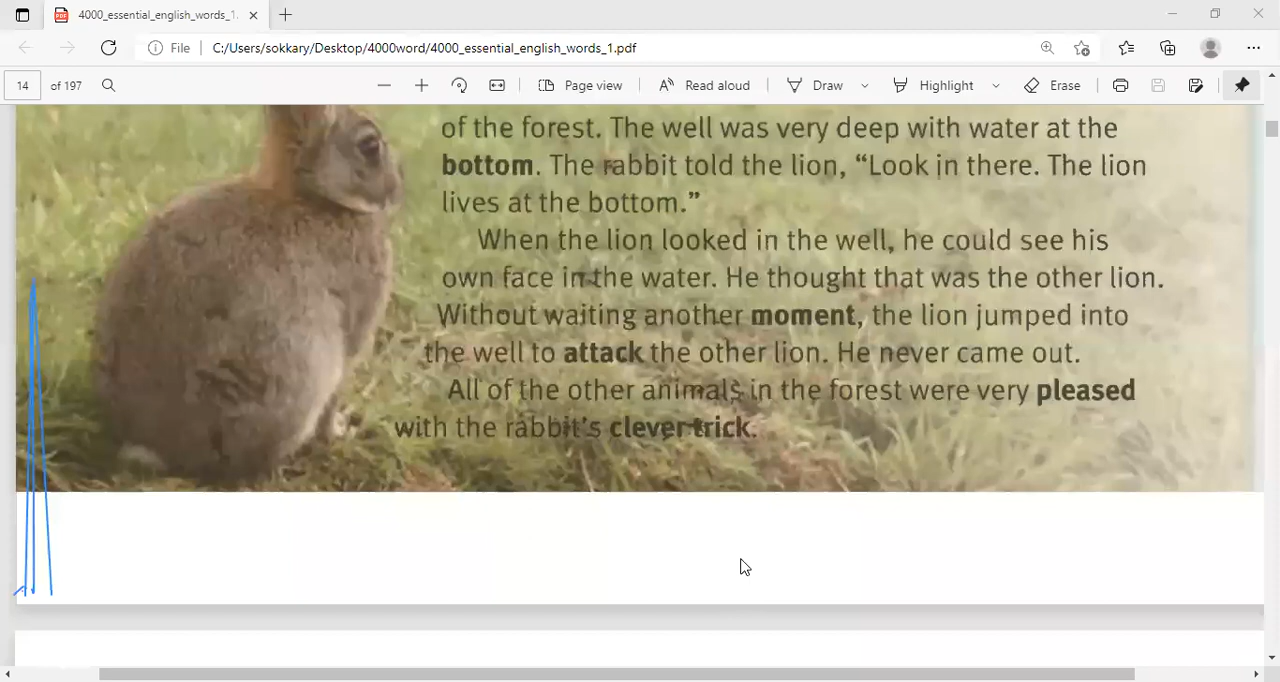 4000_essential_english_words_1.
File
C:/Users/sokkary/Desktop/4000word/4000_essential_english_words_1.pdf
14 of 197
Page view
Read aloud
Draw
Highlight
Erase
of the forest. The well was very deep with water at the
bottom. The rabbit told the lion, “Look in there. The lion
lives at the bottom.”
When the lion looked in the well, he could see his
own face in the water. He thought that was the other lion.
Without waiting another moment, the lion jumped into
the well to attack the other lion. He never came out.
All of the other animals in the forest were very pleased
with the rabbit's clever trick.